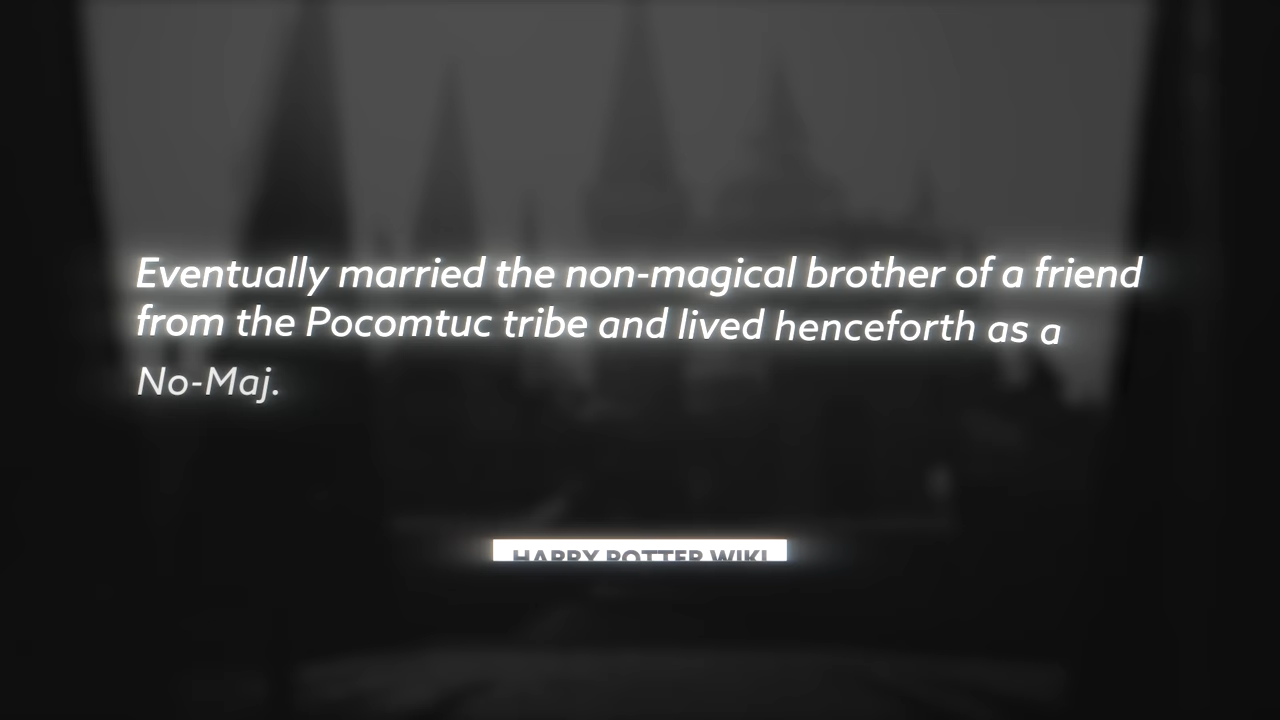 Eventually married the non-magical brother of a friend
from the Pocomtuc tribe and lived henceforth as a
No-Maj.
HARRY POTTER WIKI